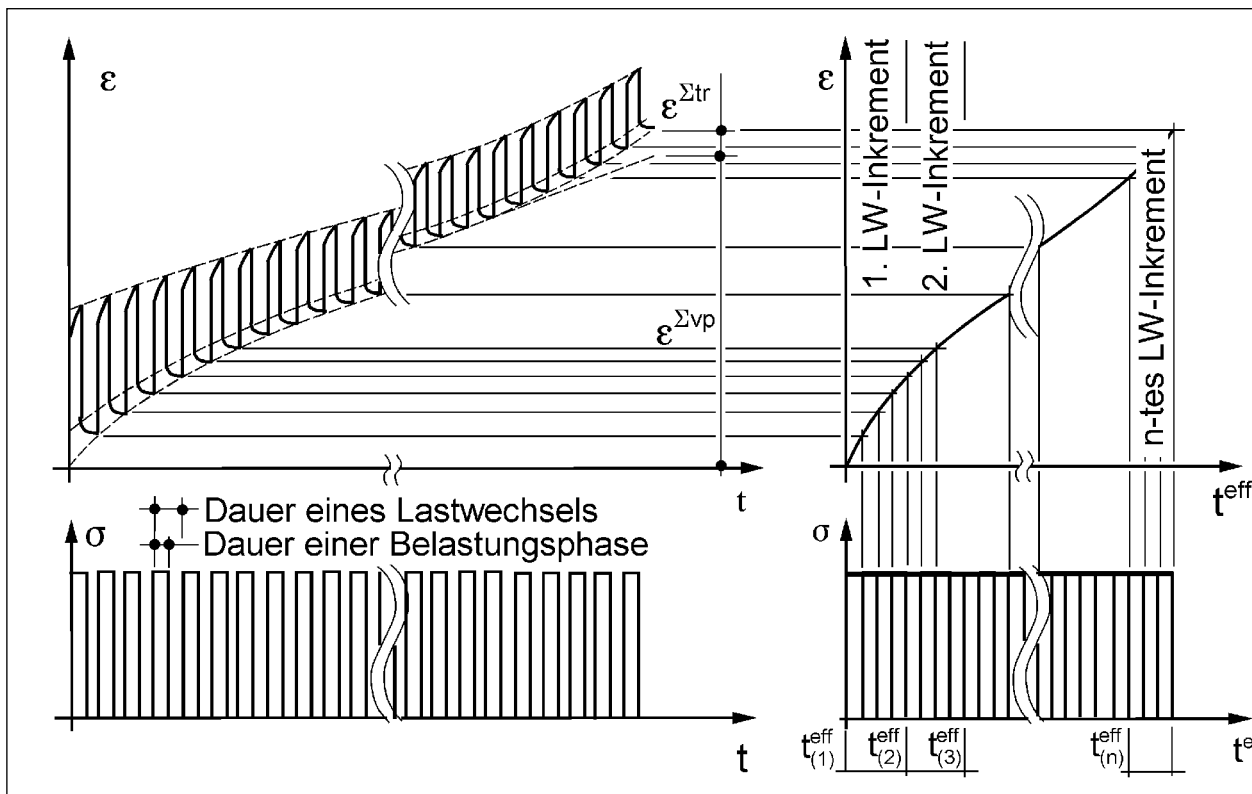 ε
ε^Σtr
ε^Σvp
t
ε
1. LW-Inkrement
2. LW-Inkrement
n-tes LW-Inkrement
t^eff
Dauer eines Lastwechsels
Dauer einer Belastungsphase
σ
t
σ
t^eff_(1)
t^eff_(2)
t^eff_(3)
t^eff_(n)
t^e